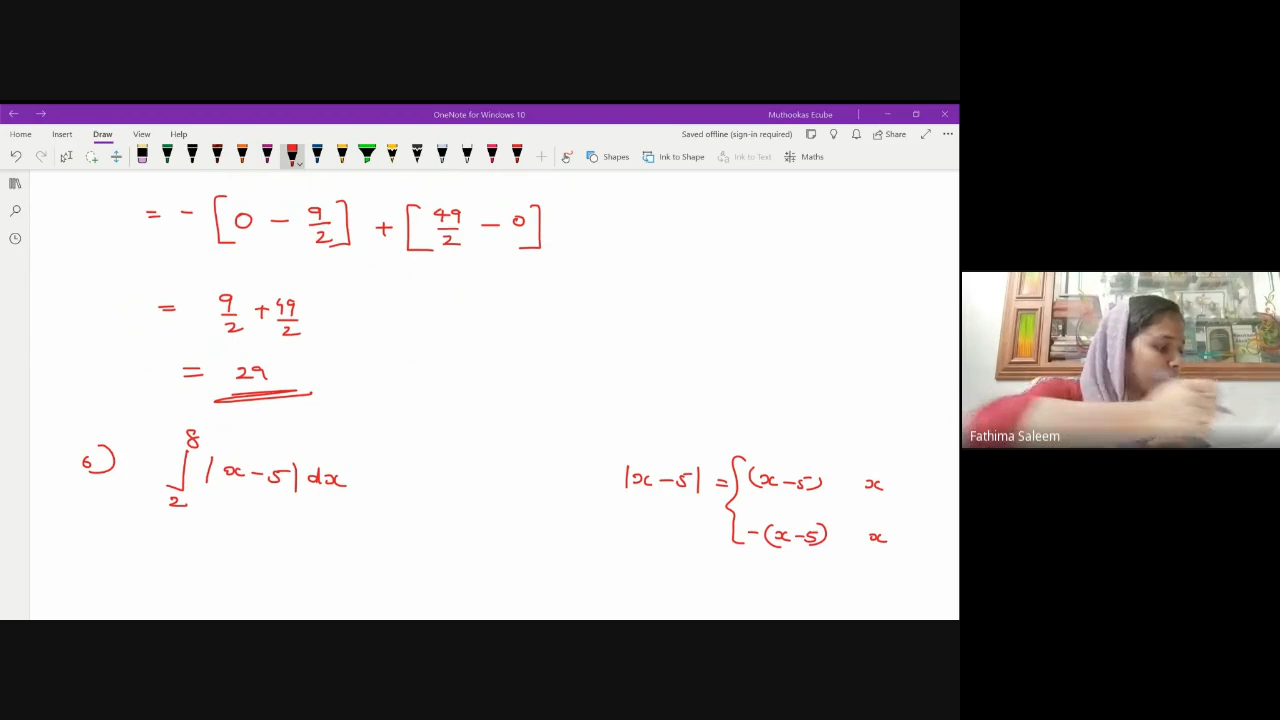 OneNote for Windows 10
Muthookas Ecube
Home Insert Draw View Help
Saved offline (sign-in required) Share
Shapes Ink to Shape Ink to Text Maths
= - [0 - 9/2] + [49/2 - 0]
= 9/2 + 49/2
= 29
6) ∫₂⁸ |x-5| dx
|x-5| = { (x-5) x
-(x-5) x
Fathima Saleem